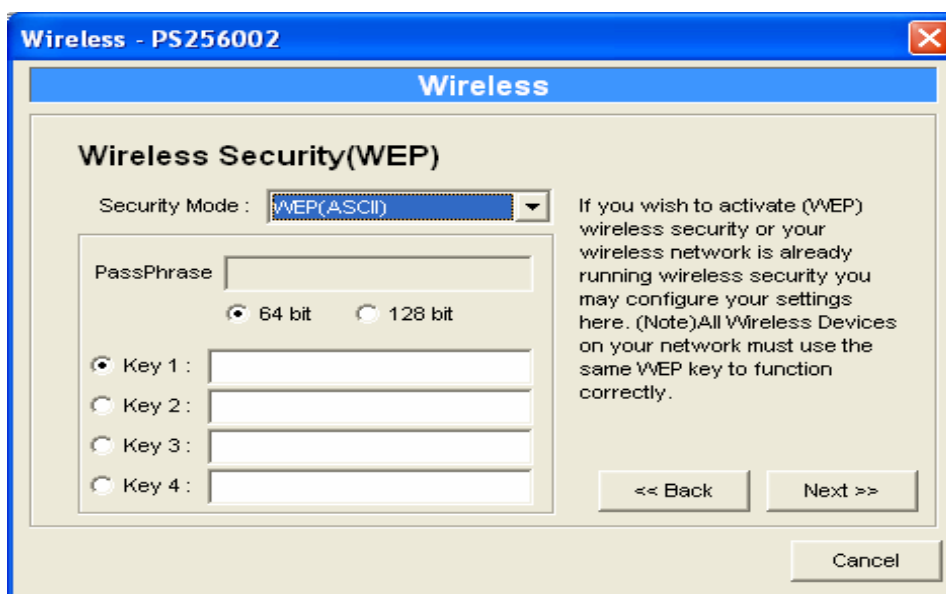 Wireless - PS256002
Wireless
Wireless Security(WEP)
Security Mode : WEP(ASCII)
PassPhrase
64 bit 128 bit
Key 1 :
Key 2 :
Key 3 :
Key 4 :
If you wish to activate (WEP)
wireless security or your
wireless network is already
running wireless security you
may configure your settings
here. (Note)All Wireless Devices
on your network must use the
same WEP key to function
correctly.
<< Back Next >>
Cancel